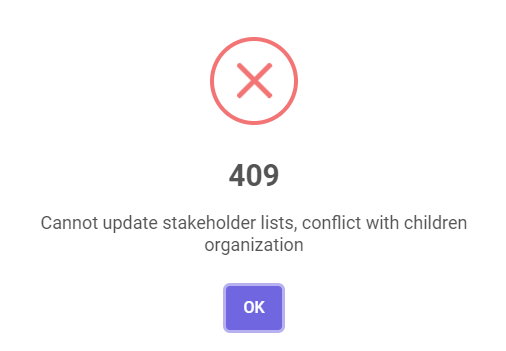 409
Cannot update stakeholder lists, conflict with children
organization
OK